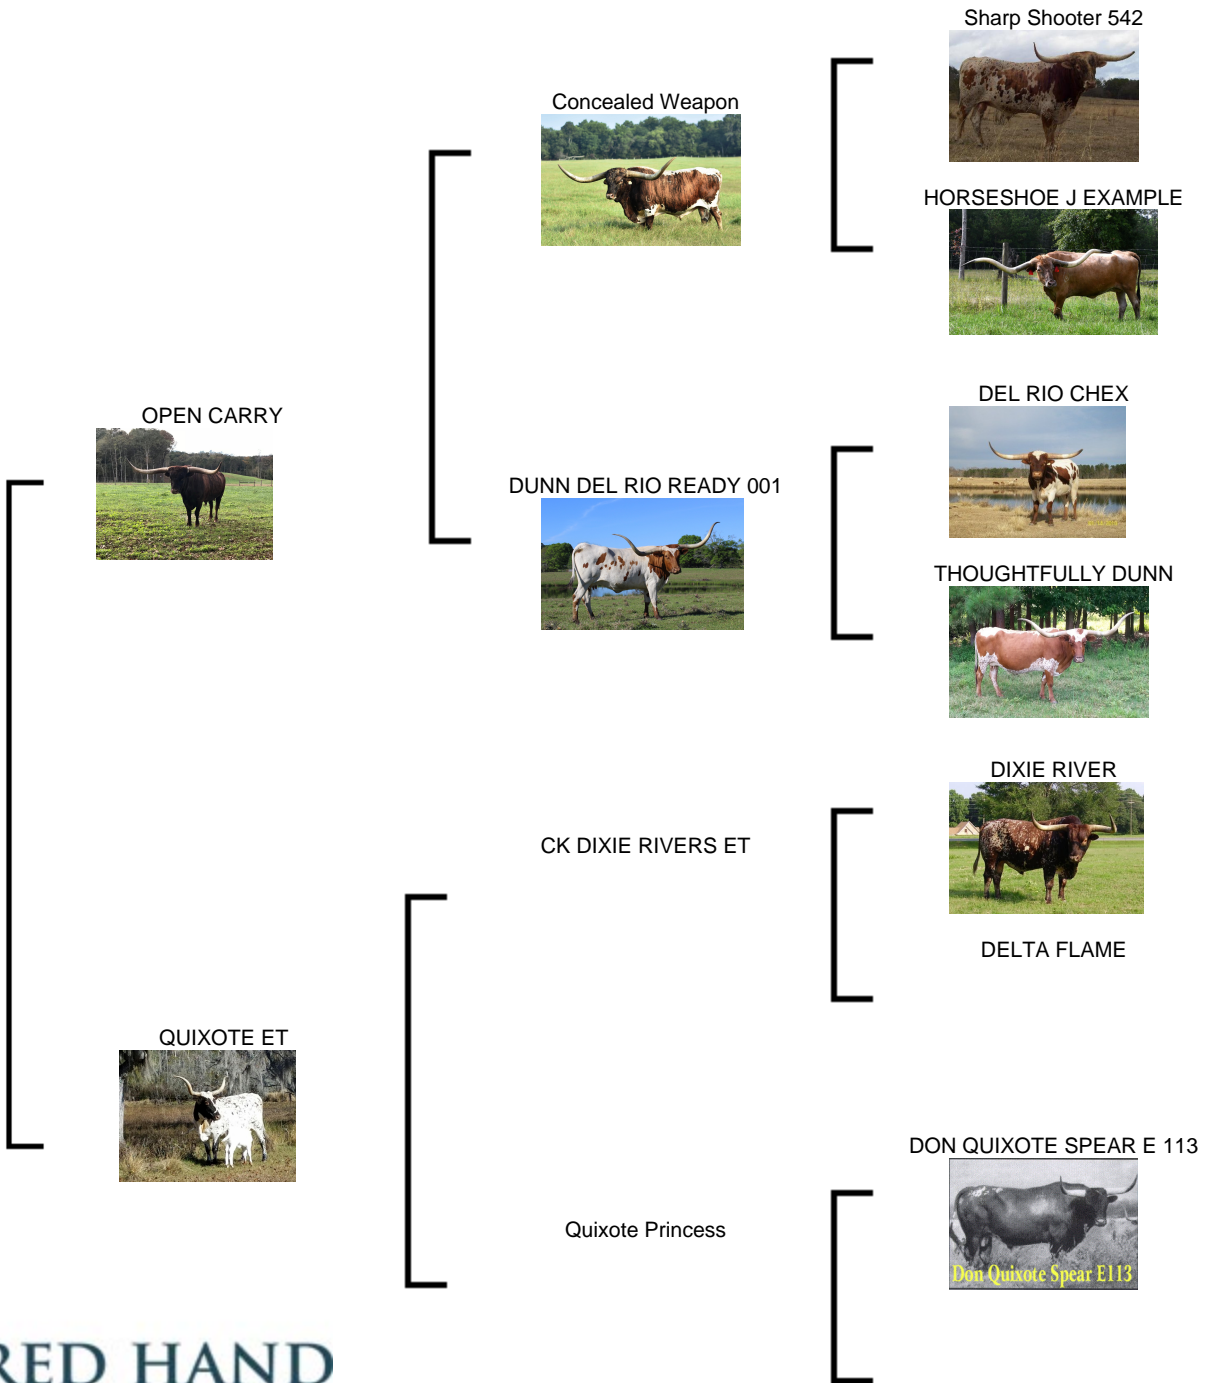 Sharp Shooter 542
Concealed Weapon
HORSESHOE J EXAMPLE
DEL RIO CHEX
OPEN CARRY
DUNN DEL RIO READY 001
THOUGHTFULLY DUNN
DIXIE RIVER
CK DIXIE RIVERS ET
DELTA FLAME
QUIXOTE ET
DON QUIXOTE SPEAR E 113
Quixote Princess
Don Quixote Spear E113
RED HAND